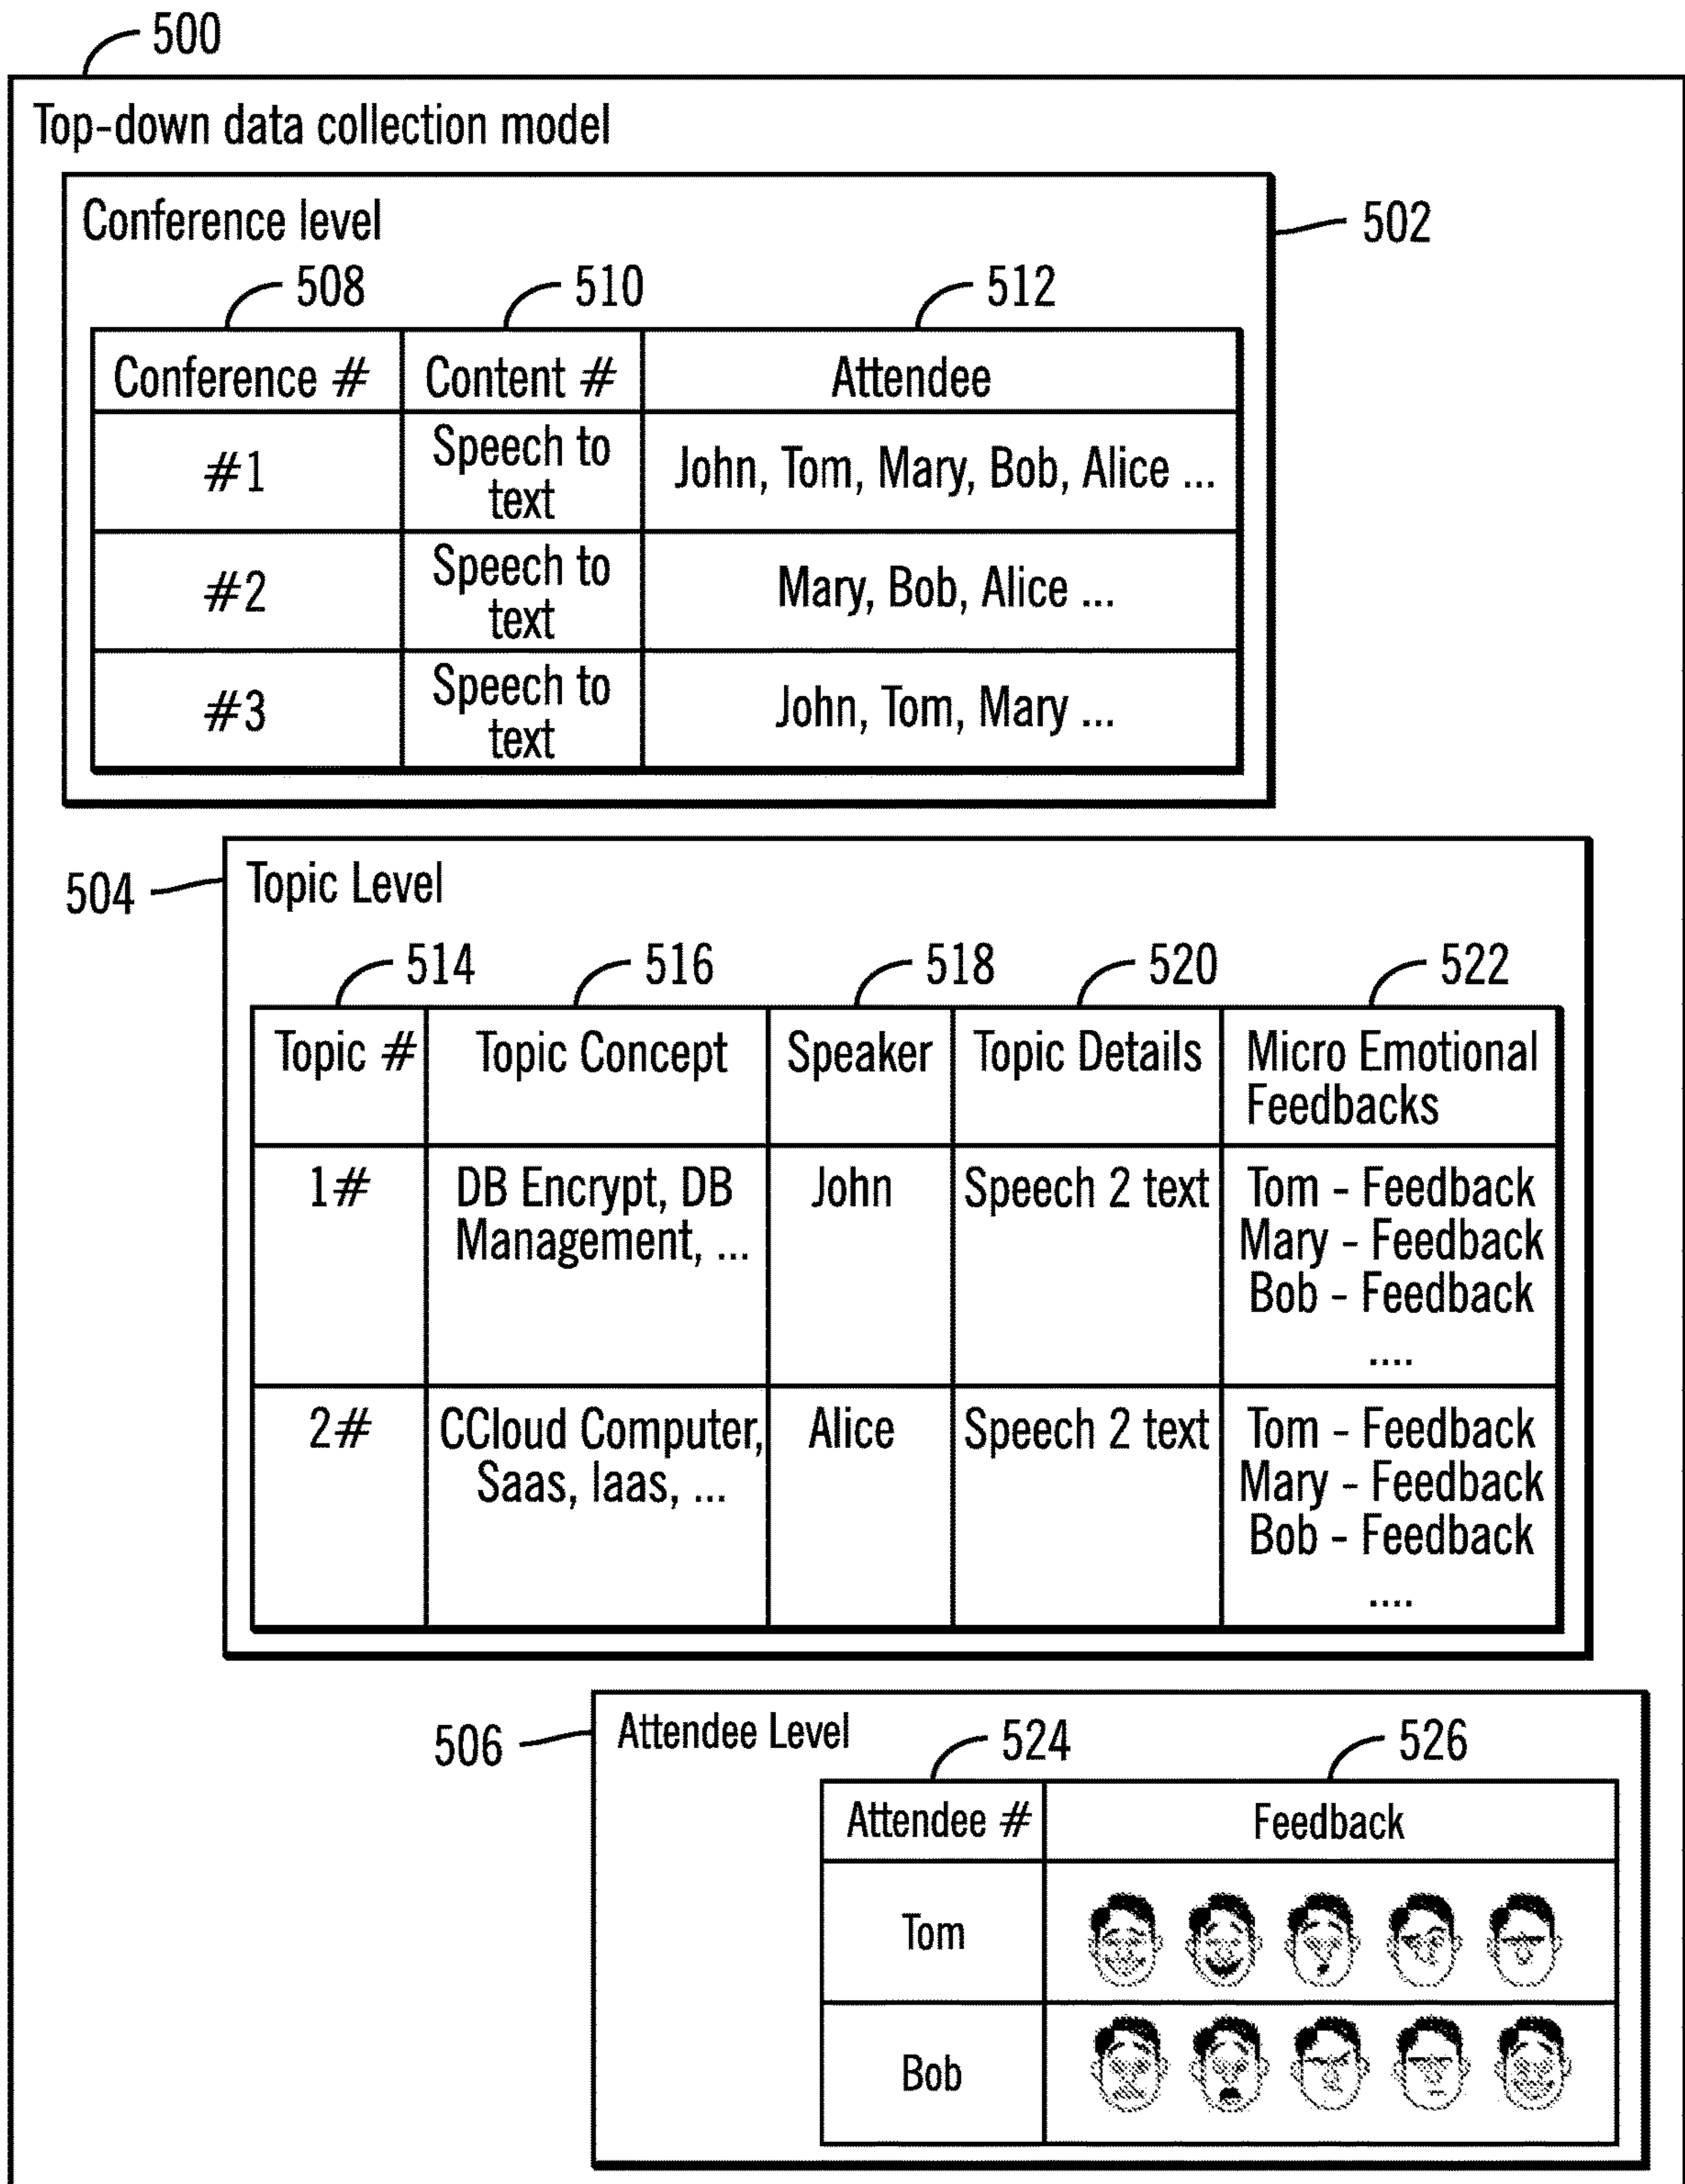 500
Top-down data collection model
Conference level
502
508 510 512
Conference # Content # Attendee
#1 Speech to text John, Tom, Mary, Bob, Alice ...
#2 Speech to text Mary, Bob, Alice ...
#3 Speech to text John, Tom, Mary ...
504
Topic Level
514 516 518 520 522
Topic # Topic Concept Speaker Topic Details Micro Emotional Feedbacks
1# DB Encrypt, DB Management, ... John Speech 2 text Tom - Feedback
Mary - Feedback
Bob - Feedback
....
2# CCloud Computer, Saas, Iaas, ... Alice Speech 2 text Tom - Feedback
Mary - Feedback
Bob - Feedback
....
506
Attendee Level
524 526
Attendee # Feedback
Tom
Bob